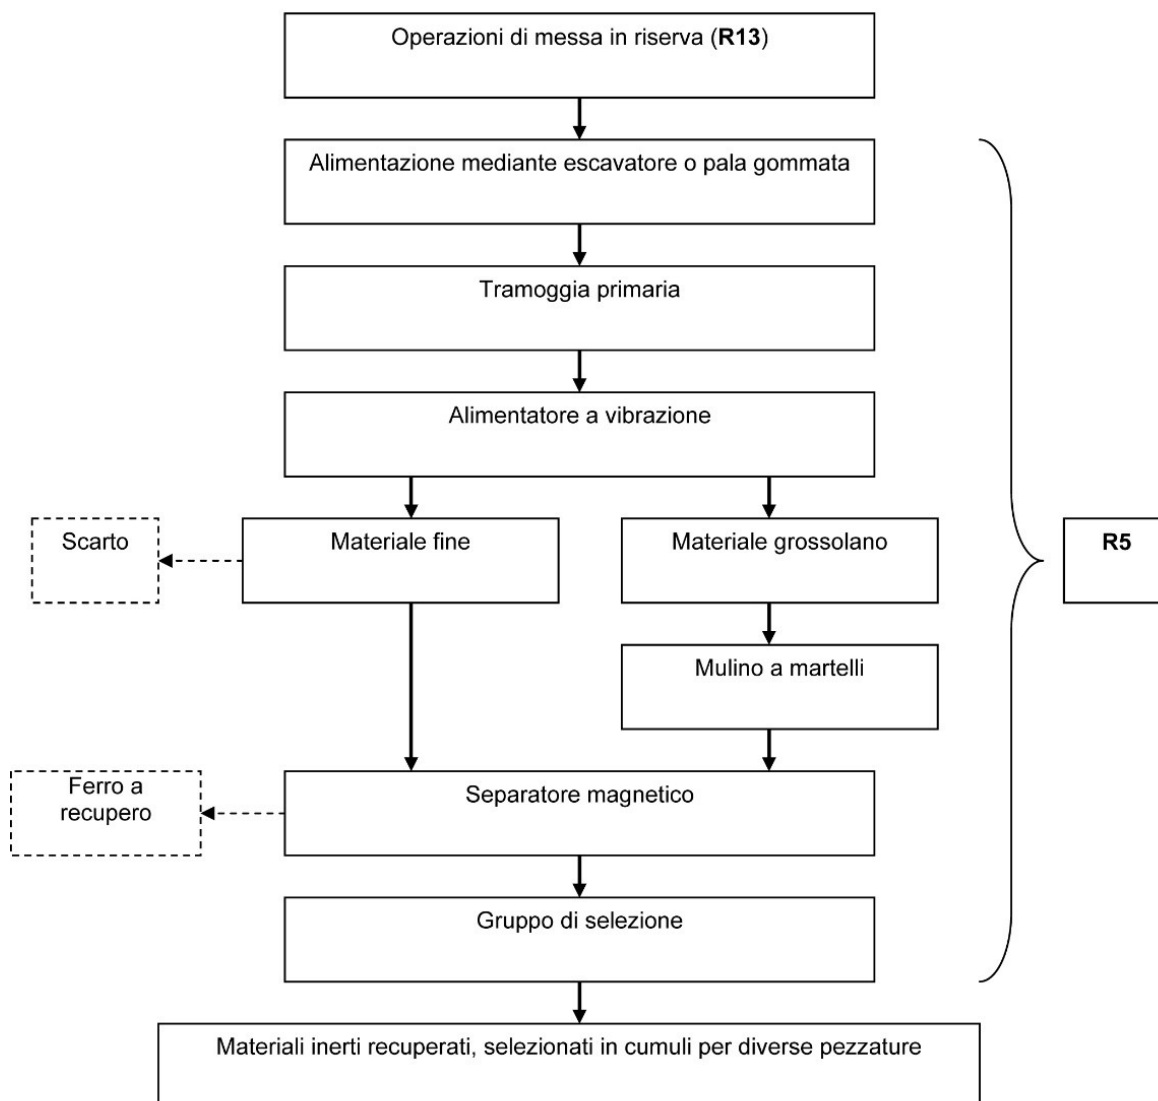 Operazioni di messa in riserva (R13)
Alimentazione mediante escavatore o pala gommata
Tramoggia primaria
Alimentatore a vibrazione
Scarto
Materiale fine
Materiale grossolano
R5
Mulino a martelli
Ferro a
recupero
Separatore magnetico
Gruppo di selezione
Materiali inerti recuperati, selezionati in cumuli per diverse pezzature